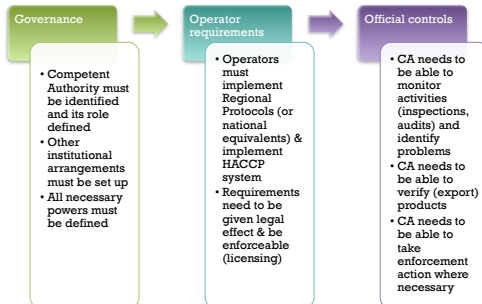 Governance
• Competent
Authority must
be identified
and its role
defined
• Other
institutional
arrangements
must be set up
• All necessary
powers must
be defined
Operator
requirements
• Operators
must
implement
Regional
Protocols (or
national
equivalents) &
implement
HACCP
system
• Requirements
need to be
given legal
effect & be
enforceable
(licensing)
Official controls
• CA needs to
be able to
monitor
activities
(inspections,
audits) and
identify
problems
• CA needs to
be able to
verify (export)
products
• CA needs to
be able to
take
enforcement
action where
necessary